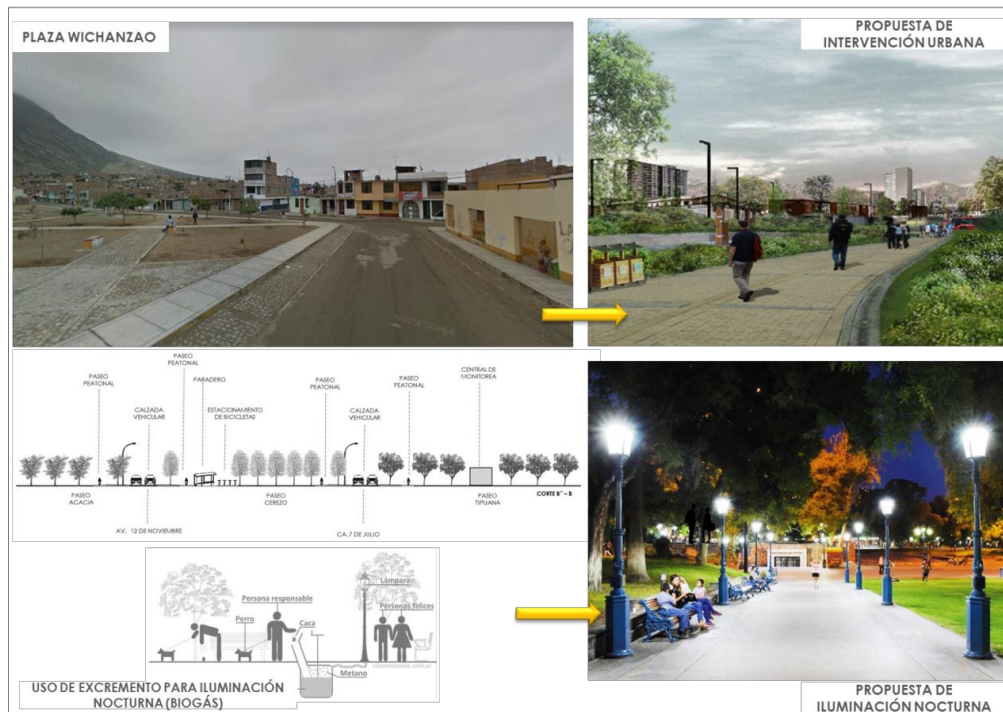 PLAZA WICHANZAO
PROPUESTA DE
INTERVENCIÓN URBANA
PASEO
PEATONAL
PASEO
PEATONAL
CALZADA
VEHICULAR
PARADERO
ESTACIONAMIENTO
DE BICICLETAS
PASEO
PEATONAL
CALZADA
VEHICULAR
PASEO
PEATONAL
CENTRAL DE
MONITOREA
PASEO
ACACIA
PASEO
CEREZO
PASEO
TIPUANA
CORTE B" – B
AV. 12 DE NOVIEMBRE
CA. 7 DE JULIO
Lámpara
Persona responsable
Personas felices
Perro
Caca
Metano
USO DE EXCREMENTO PARA ILUMINACIÓN
NOCTURNA (BIOGÁS)
PROPUESTA DE
ILUMINACIÓN NOCTURNA